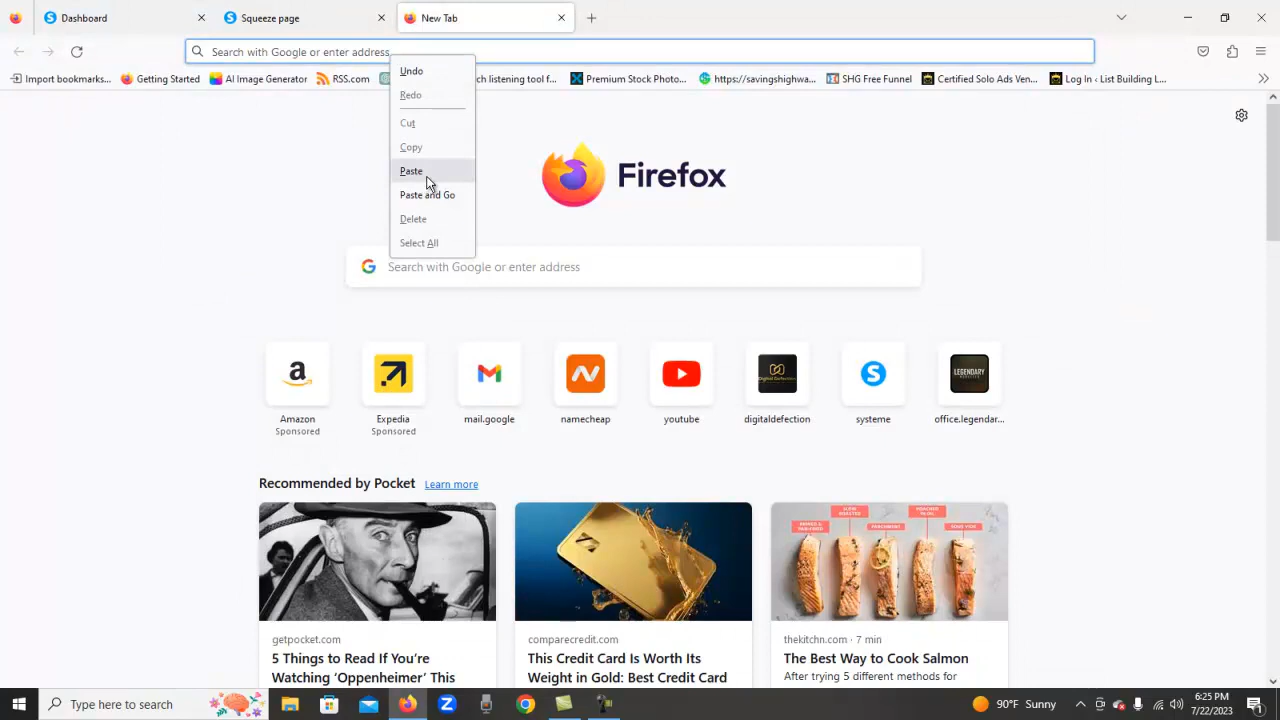 Dashboard
Squeeze page
New Tab
Search with Google or enter address
Import bookmarks...
Getting Started
AI Image Generator
RSS.com
ch listening tool f...
Premium Stock Photo...
https://savingshighwa...
SHG Free Funnel
Certified Solo Ads Ven...
Log In ‹ List Building L...
Undo
Redo
Cut
Copy
Paste
Paste and Go
Delete
Select All
Firefox
Search with Google or enter address
Amazon
Sponsored
Expedia
Sponsored
mail.google
namecheap
youtube
digitaldefection
systeme
office.legendar...
Recommended by Pocket Learn more
getpocket.com
5 Things to Read If You're
Watching 'Oppenheimer' This
comparecredit.com
This Credit Card Is Worth Its
Weight in Gold: Best Credit Card
thekitchn.com · 7 min
The Best Way to Cook Salmon
After trying 5 different methods for
Type here to search
90°F Sunny
6:25 PM
7/22/2023